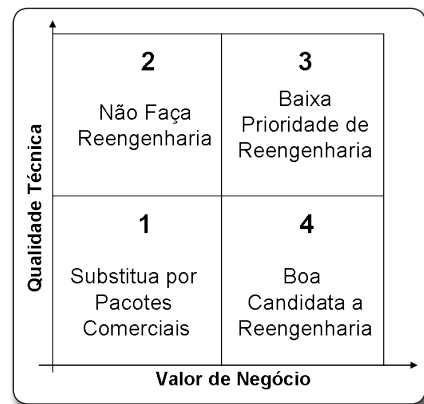 Qualidade Técnica
2
Não Faça
Reengenharia
3
Baixa
Prioridade de
Reengenharia
1
Substitua por
Pacotes
Comerciais
4
Boa
Candidata a
Reengenharia
Valor de Negócio